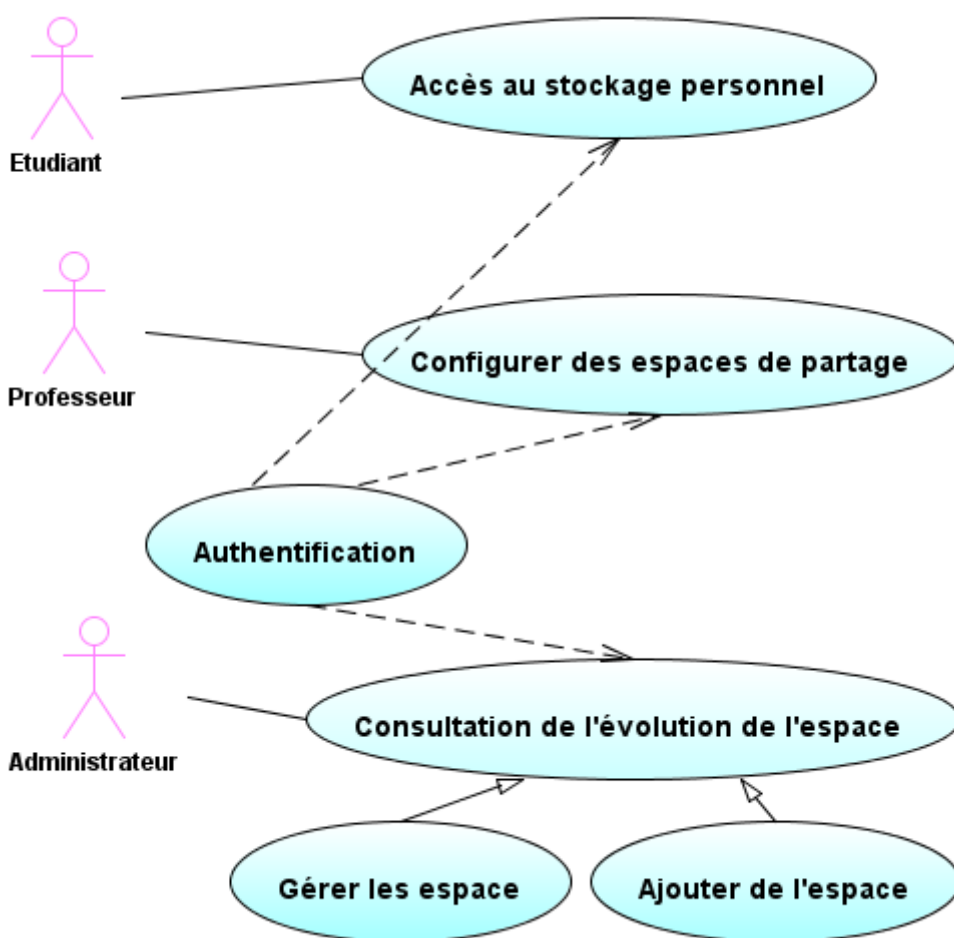 Accès au stockage personnel
Etudiant
Configurer des espaces de partage
Professeur
Authentification
Consultation de l'évolution de l'espace
Administrateur
Gérer les espace
Ajouter de l'espace